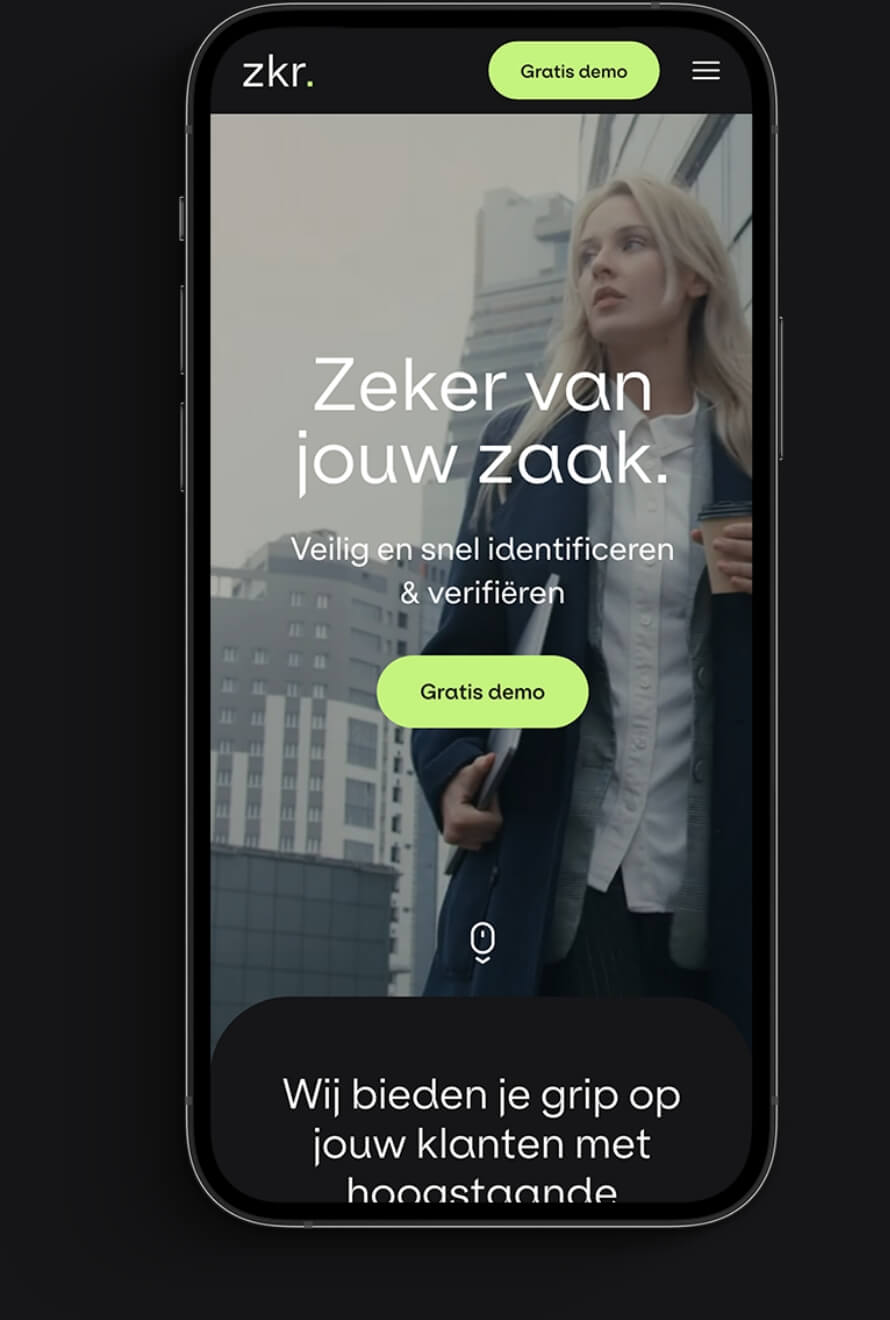 zkr.
Gratis demo
Zeker van
jouw zaak.
Veilig en snel identificeren
& verifiëren
Gratis demo
Wij bieden je grip op
jouw klanten met
hoogstaande